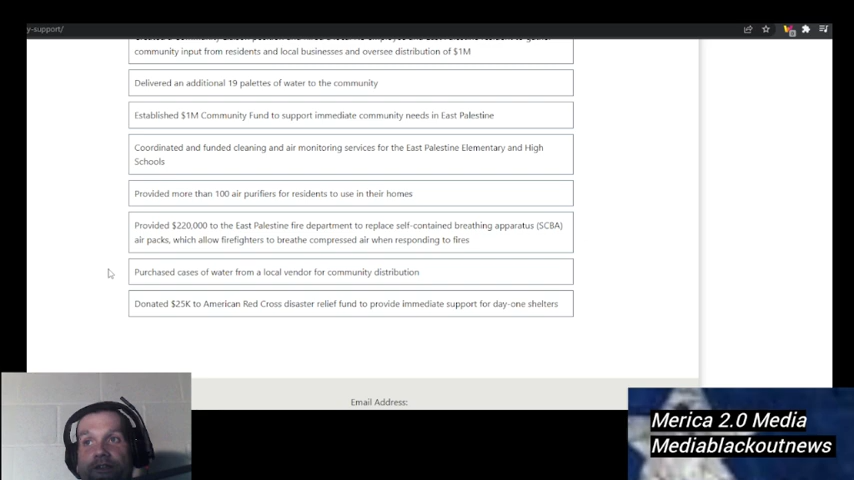 y-support/
community input from residents and local businesses and oversee distribution of $1M
Delivered an additional 19 palettes of water to the community
Established $1M Community Fund to support immediate community needs in East Palestine
Coordinated and funded cleaning and air monitoring services for the East Palestine Elementary and High
Schools
Provided more than 100 air purifiers for residents to use in their homes
Provided $220,000 to the East Palestine fire department to replace self-contained breathing apparatus (SCBA)
air packs, which allow firefighters to breathe compressed air when responding to fires
Purchased cases of water from a local vendor for community distribution
Donated $25K to American Red Cross disaster relief fund to provide immediate support for day-one shelters
Email Address:
Merica 2.0 Media
Mediablackoutnews